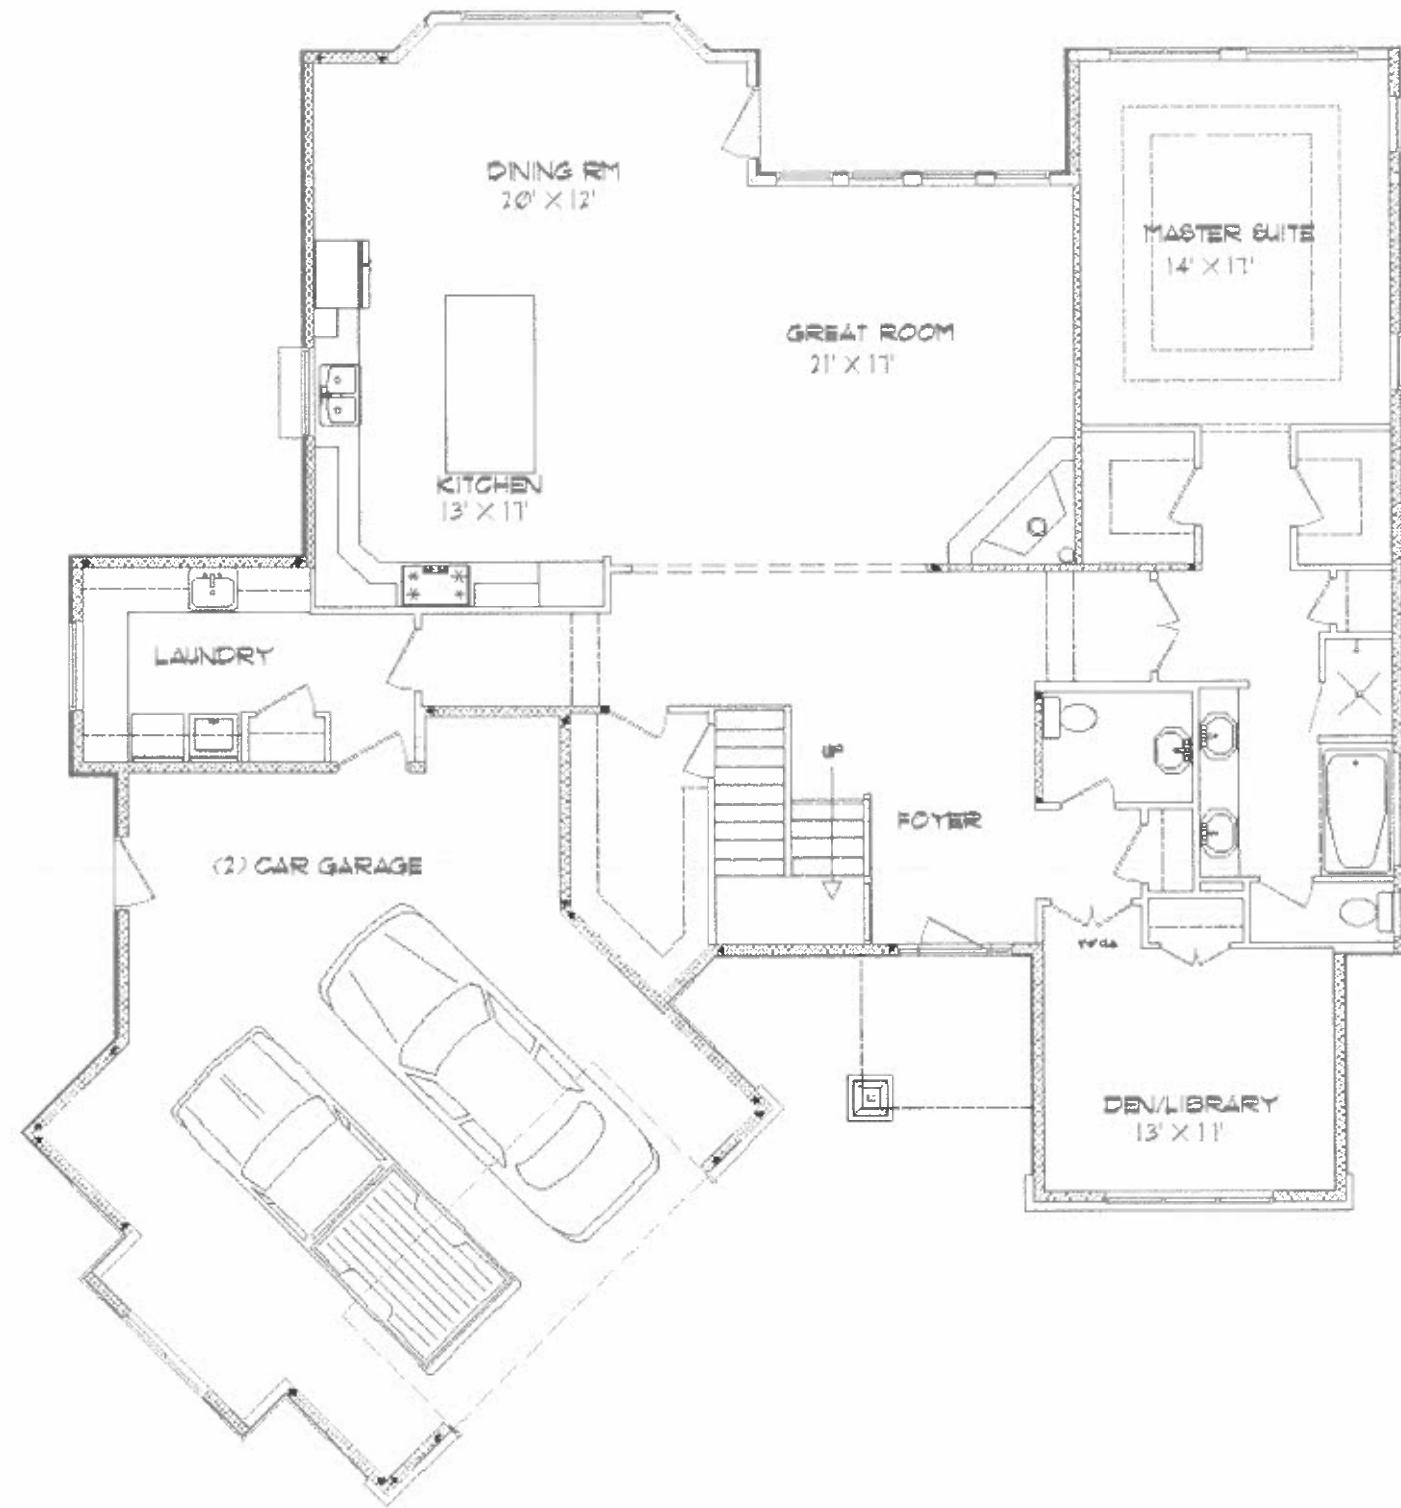 DINING RM
20' X 12'
MASTER SUITE
14' X 17'
GREAT ROOM
21' X 17'
KITCHEN
13' X 17'
LAUNDRY
UP
FOYER
(2) CAR GARAGE
DEN/LIBRARY
13' X 11'